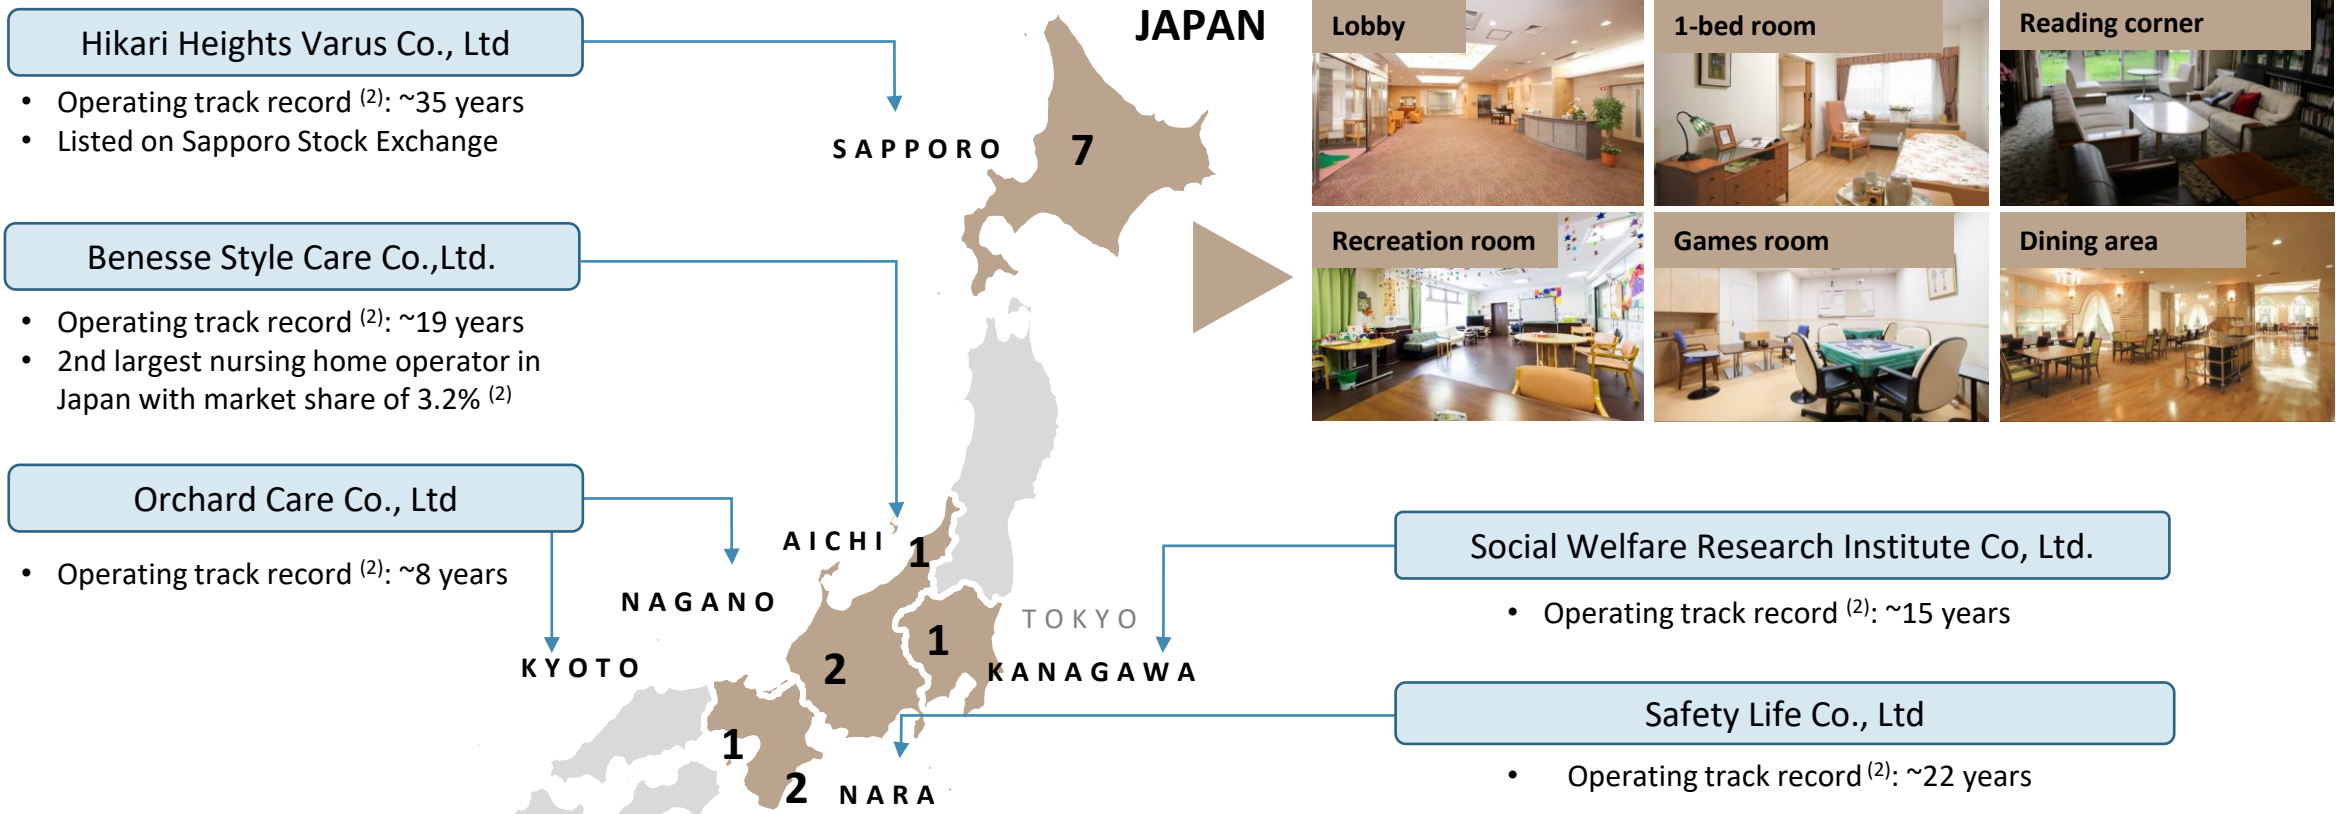 JAPAN
Hikari Heights Varus Co., Ltd
• Operating track record (2): ~35 years
• Listed on Sapporo Stock Exchange
SAPPORO
7
Benesse Style Care Co.,Ltd.
• Operating track record (2): ~19 years
• 2nd largest nursing home operator in
Japan with market share of 3.2% (2)
Orchard Care Co., Ltd
• Operating track record (2): ~8 years
AICHI
1
NAGANO
2
KYOTO
1
1
TOKYO
KANAGAWA
2
NARA
Lobby
1-bed room
Reading corner
Recreation room
Games room
Dining area
Social Welfare Research Institute Co, Ltd.
• Operating track record (2): ~15 years
Safety Life Co., Ltd
• Operating track record (2): ~22 years